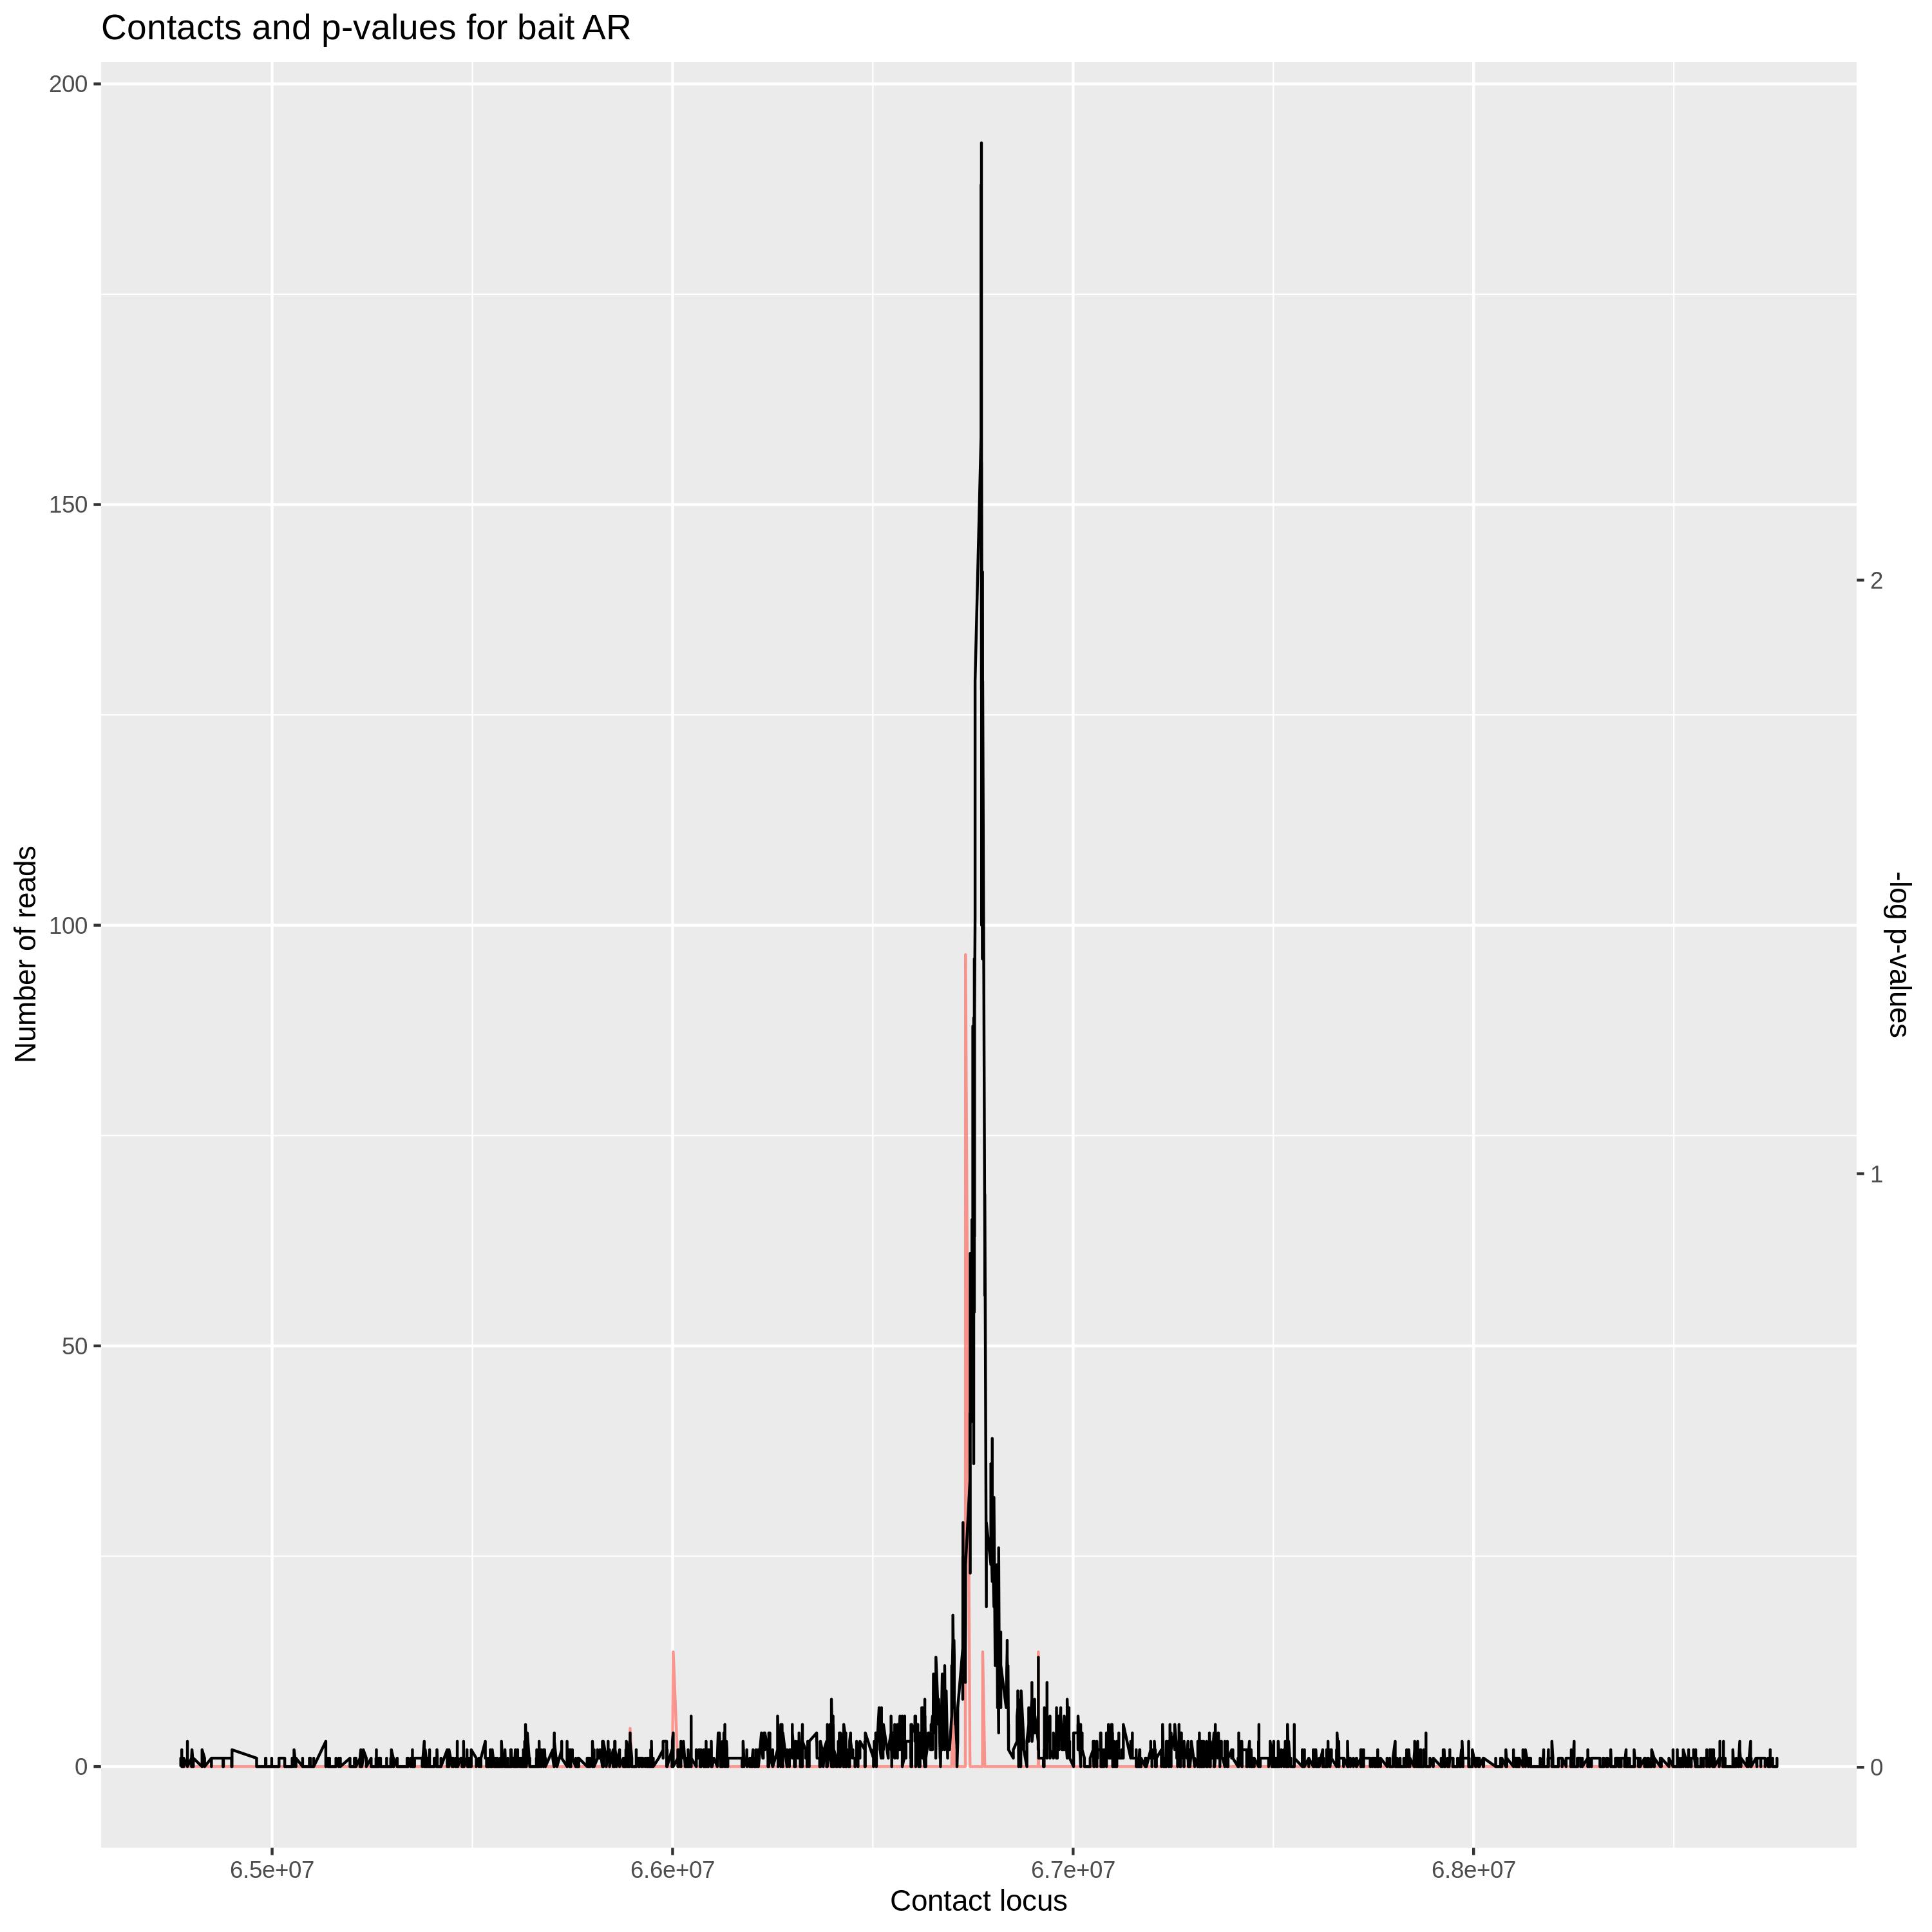 Contacts and p-values for bait AR
200
150
100
50
0
Number of reads
2
1
0
-log p-values
6.5e+07 6.6e+07 6.7e+07 6.8e+07
Contact locus